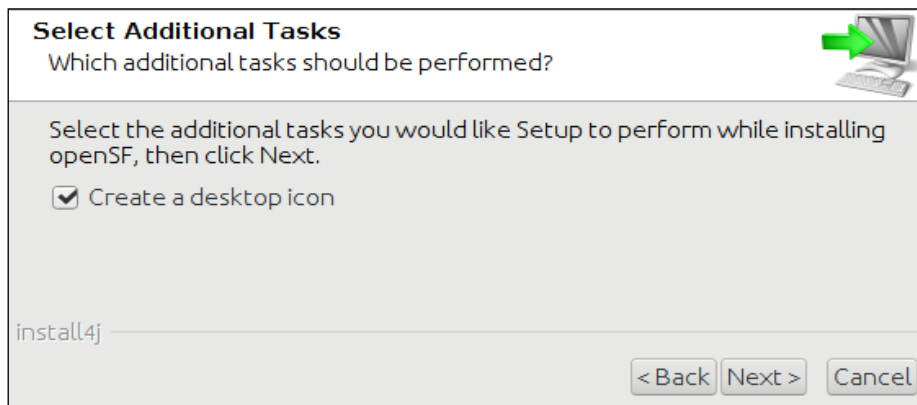 Select Additional Tasks
Which additional tasks should be performed?
Select the additional tasks you would like Setup to perform while installing
openSF, then click Next.
Create a desktop icon
install4j
< Back Next > Cancel